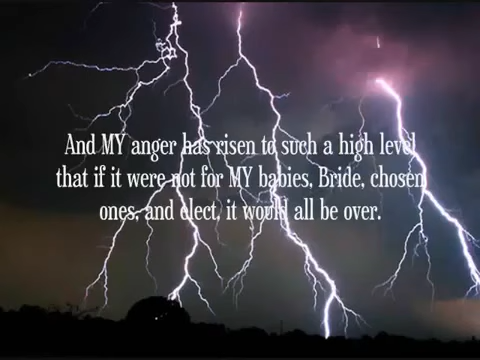 And MY anger has risen to such a high level
that if it were not for MY babies, Bride, chosen
ones, and elect, it would all be over.